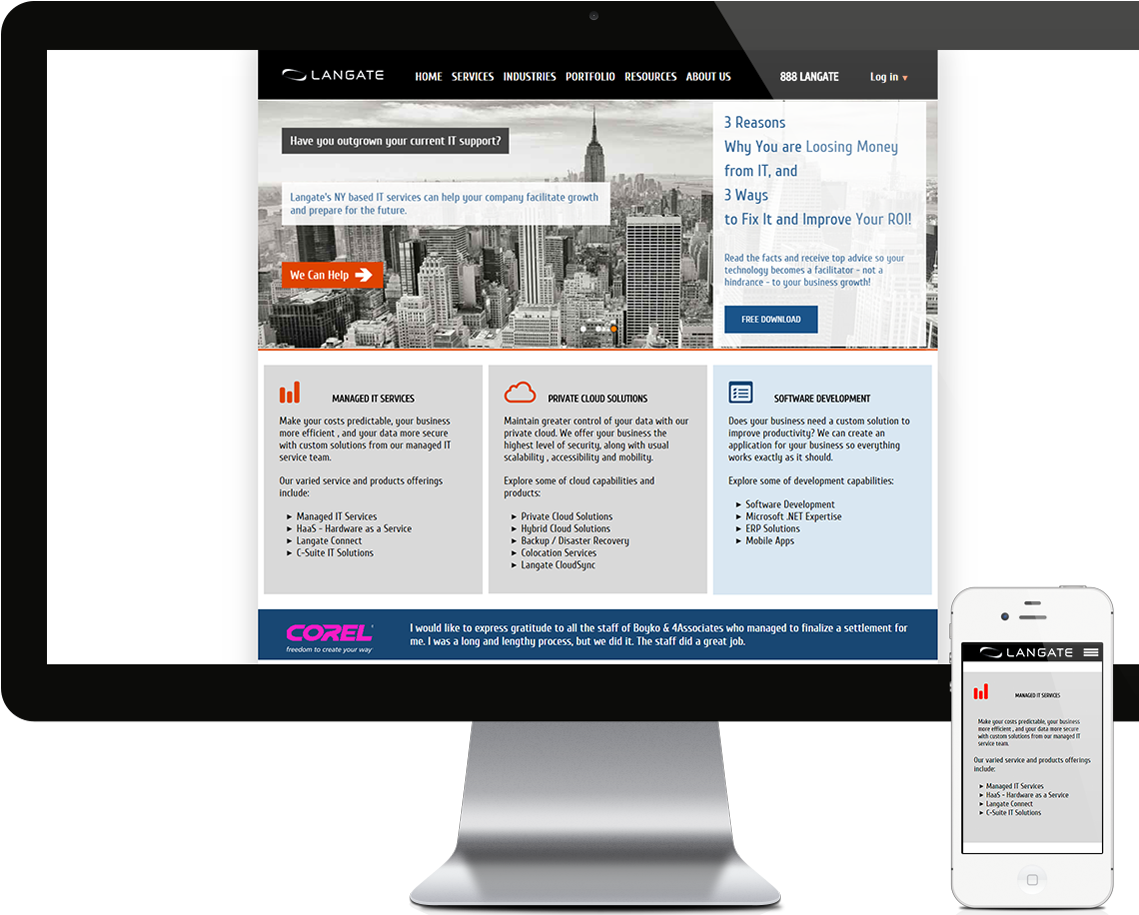 LANGATE
HOME SERVICES INDUSTRIES PORTFOLIO RESOURCES ABOUT US
888 LANGATE
Log in
Have you outgrown your current IT support?
Langate's NY based IT services can help your company facilitate growth
and prepare for the future.
We Can Help
3 Reasons
Why You are Loosing Money
from IT, and
3 Ways
to Fix It and Improve Your ROI!
Read the facts and receive top advice so your
technology becomes a facilitator - not a
hindrance - to your business growth!
FREE DOWNLOAD
MANAGED IT SERVICES
Make your costs predictable, your business
more efficient , and your data more secure
with custom solutions from our managed IT
service team.
Our varied service and products offerings
include:
► Managed IT Services
► HaaS - Hardware as a Service
► Langate Connect
► C-Suite IT Solutions
PRIVATE CLOUD SOLUTIONS
Maintain greater control of your data with our
private cloud. We offer your business the
highest level of security, along with usual
scalability , accessibility and mobility.
Explore some of cloud capabilities and
products:
► Private Cloud Solutions
► Hybrid Cloud Solutions
► Backup / Disaster Recovery
► Colocation Services
► Langate CloudSync
SOFTWARE DEVELOPMENT
Does your business need a custom solution to
improve productivity? We can create an
application for your business so everything
works exactly as it should.
Explore some of development capabilities:
► Software Development
► Microsoft .NET Expertise
► ERP Solutions
► Mobile Apps
COREL
freedom to create your way
I would like to express gratitude to all the staff of Boyko & 4Associates who managed to finalize a settlement for
me. I was a long and lengthy process, but we did it. The staff did a great job.
LANGATE
MANAGED IT SERVICES
Make your costs predictable, your business
more efficient , and your data more secure
with custom solutions from our managed IT
service team.
Our varied service and products offerings
include:
► Managed IT Services
► HaaS - Hardware as a Service
► Langate Connect
► C-Suite IT Solutions